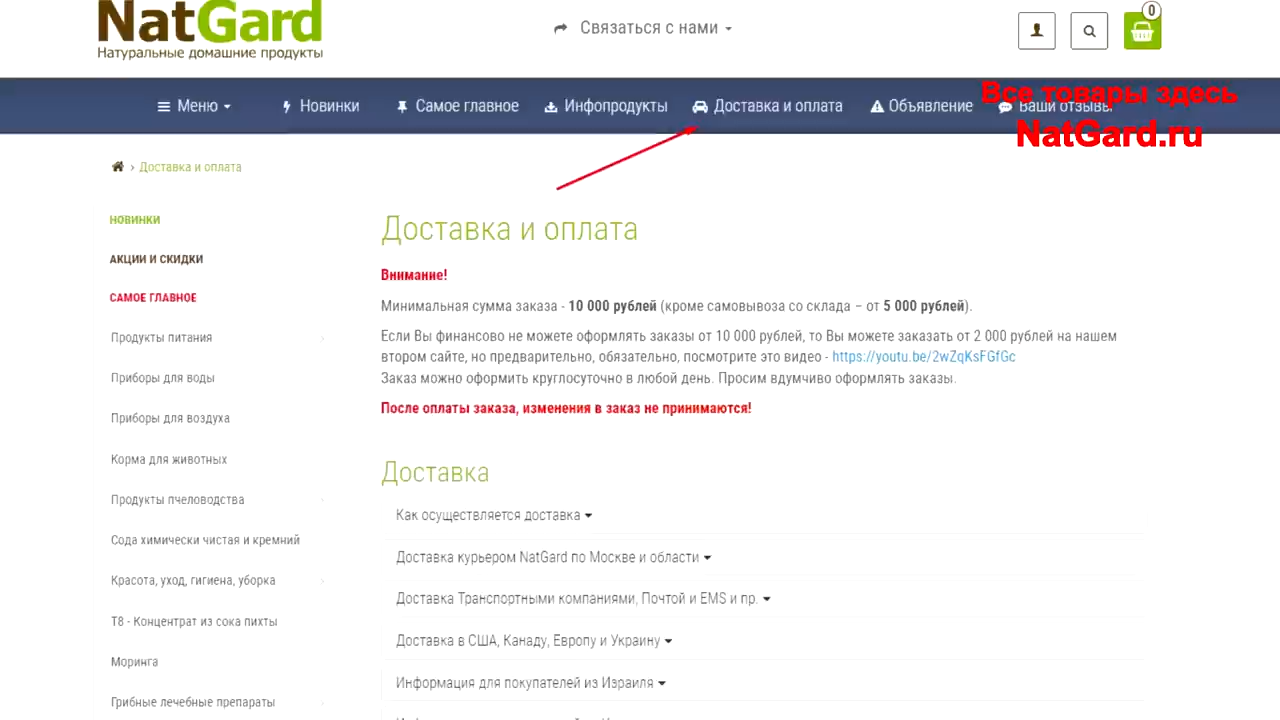 NatGard
Натуральные домашние продукты
Связаться с нами
0
Меню
Новинки
Самое главное
Инфопродукты
Доставка и оплата
Объявление
Ваши отзывы
Все товары здесь
NatGard.ru
› Доставка и оплата
НОВИНКИ
АКЦИИ И СКИДКИ
САМОЕ ГЛАВНОЕ
Продукты питания
Приборы для воды
Приборы для воздуха
Корма для животных
Продукты пчеловодства
Сода химически чистая и кремний
Красота, уход, гигиена, уборка
Т8 - Концентрат из сока пихты
Моринга
Грибные лечебные препараты
Доставка и оплата
Внимание!
Минимальная сумма заказа - 10 000 рублей (кроме самовывоза со склада – от 5 000 рублей).
Если Вы финансово не можете оформлять заказы от 10 000 рублей, то Вы можете заказать от 2 000 рублей на нашем
втором сайте, но предварительно, обязательно, посмотрите это видео - https://youtu.be/2wZqKsFGfGc
Заказ можно оформить круглосуточно в любой день. Просим вдумчиво оформлять заказы.
После оплаты заказа, изменения в заказ не принимаются!
Доставка
Как осуществляется доставка
Доставка курьером NatGard по Москве и области
Доставка Транспортными компаниями, Почтой и EMS и пр.
Доставка в США, Канаду, Европу и Украину
Информация для покупателей из Израиля